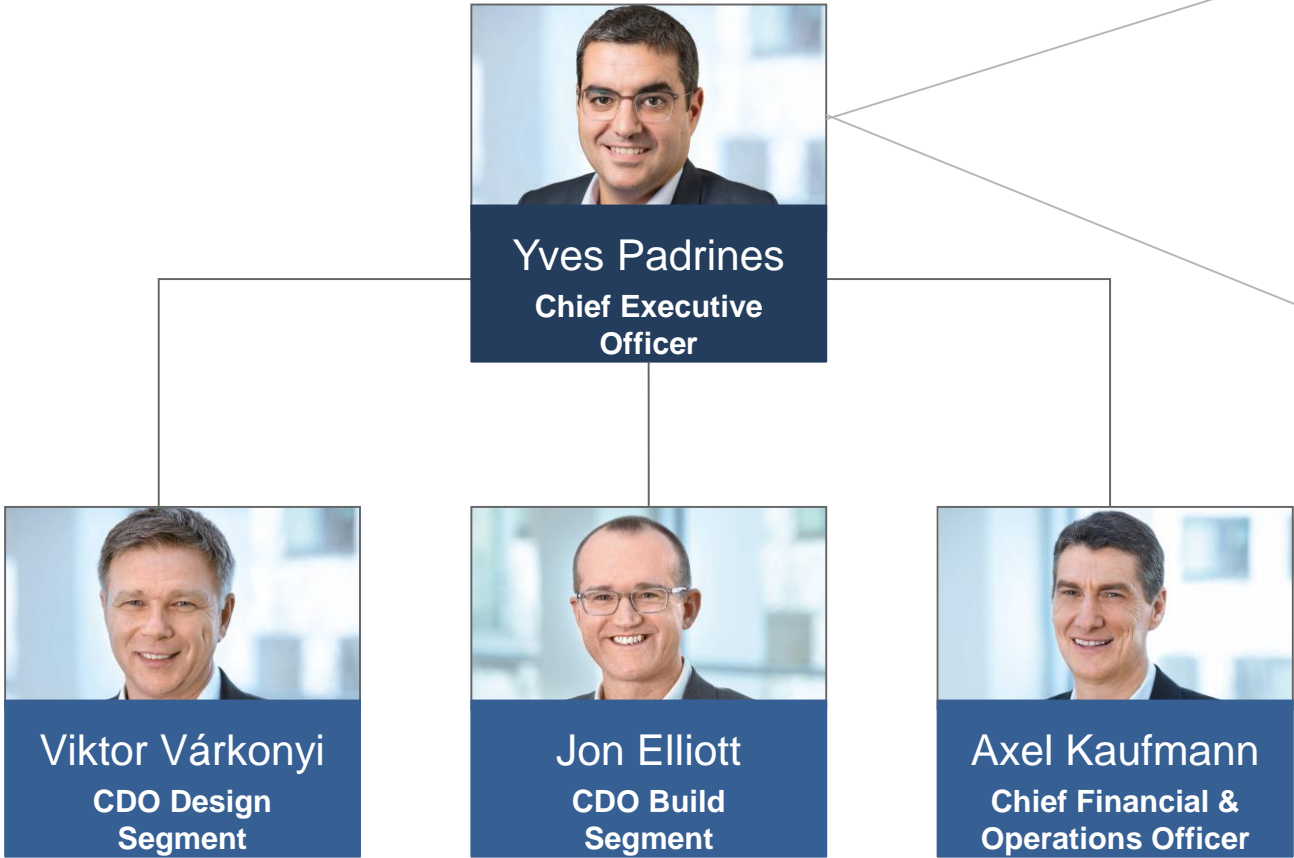 Yves Padrines
Chief Executive
Officer
Viktor Várkonyi
CDO Design
Segment
Jon Elliott
CDO Build
Segment
Axel Kaufmann
Chief Financial &
Operations Officer